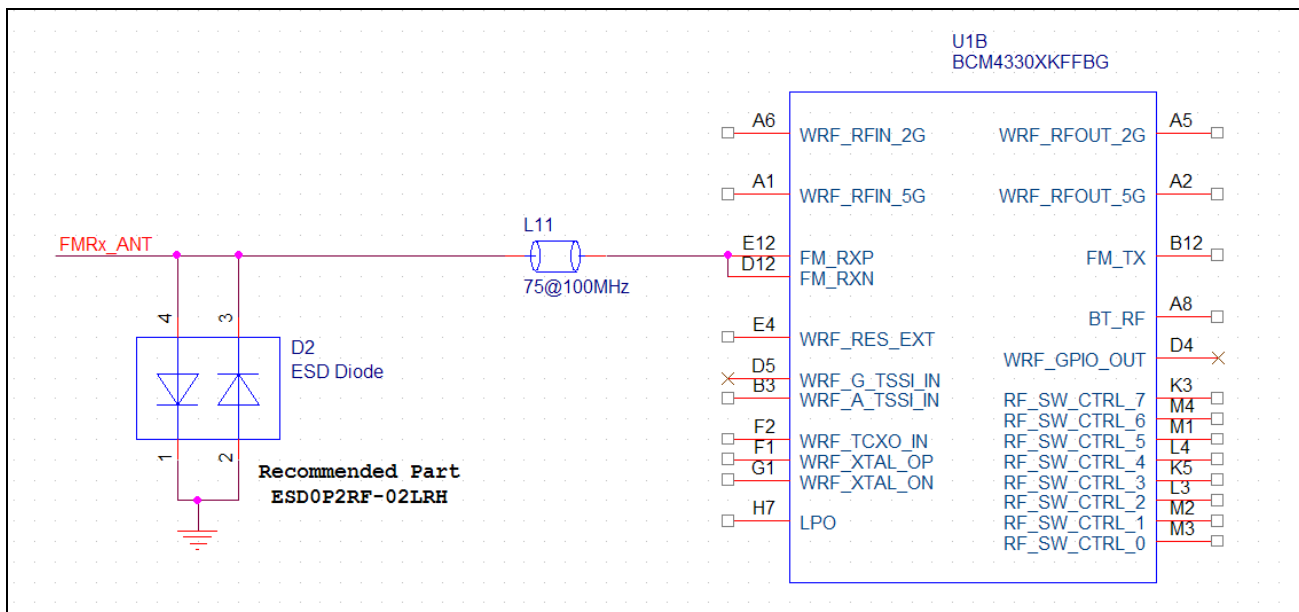 U1B
BCM4330XKFFBG
A6
WRF_RFIN_2G
WRF_RFOUT_2G
A5
A1
WRF_RFIN_5G
WRF_RFOUT_5G
A2
FMRx_ANT
L11
75@100MHz
E12
FM_RXP
D12
FM_RXN
FM_TX
B12
BT_RF
A8
E4
WRF_RES_EXT
WRF_GPIO_OUT
D4
4
3
D2
ESD Diode
1
2
Recommended Part
ESD0P2RF-02LRH
D5
WRF_G_TSSI_IN
B3
WRF_A_TSSI_IN
F2
WRF_TCXO_IN
F1
WRF_XTAL_OP
G1
WRF_XTAL_ON
H7
LPO
RF_SW_CTRL_7
K3
RF_SW_CTRL_6
M4
RF_SW_CTRL_5
M1
RF_SW_CTRL_4
L4
RF_SW_CTRL_3
K5
RF_SW_CTRL_2
L3
RF_SW_CTRL_1
M2
RF_SW_CTRL_0
M3